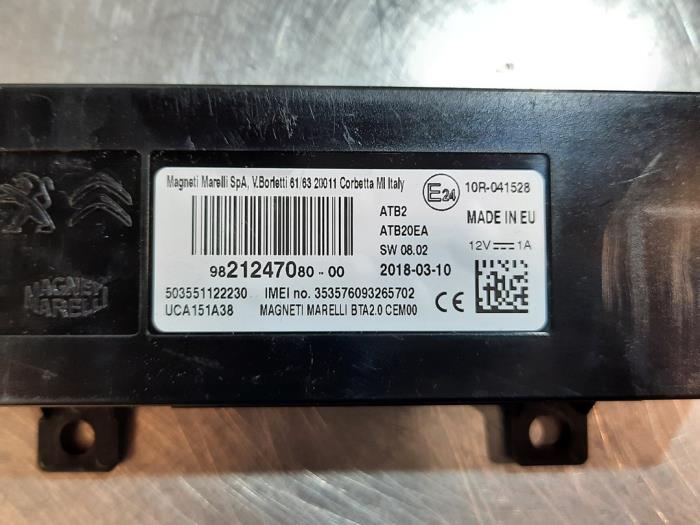 Magneti Marelli SpA, V.Borletti 61/63 20011 Corbetta MI Italy
E24
10R-041528
ATB2
MADE IN EU
ATB20EA
SW 08.02
12V 1A
9821247080-00
2018-03-10
503551122230 IMEI no. 353576093265702
CE
UCA151A38 MAGNETI MARELLI BTA2.0 CEM00
MAGNETI
MARELLI